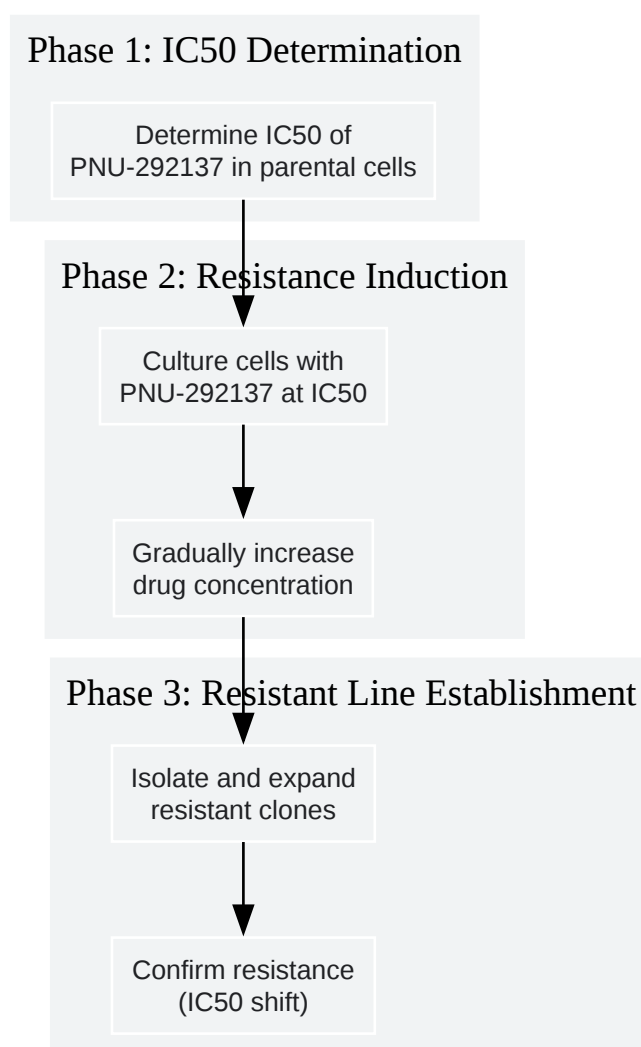 Phase 1: IC50 Determination
Determine IC50 of
PNU-292137 in parental cells
Phase 2: Resistance Induction
Culture cells with
PNU-292137 at IC50
Gradually increase
drug concentration
Phase 3: Resistant Line Establishment
Isolate and expand
resistant clones
Confirm resistance
(IC50 shift)